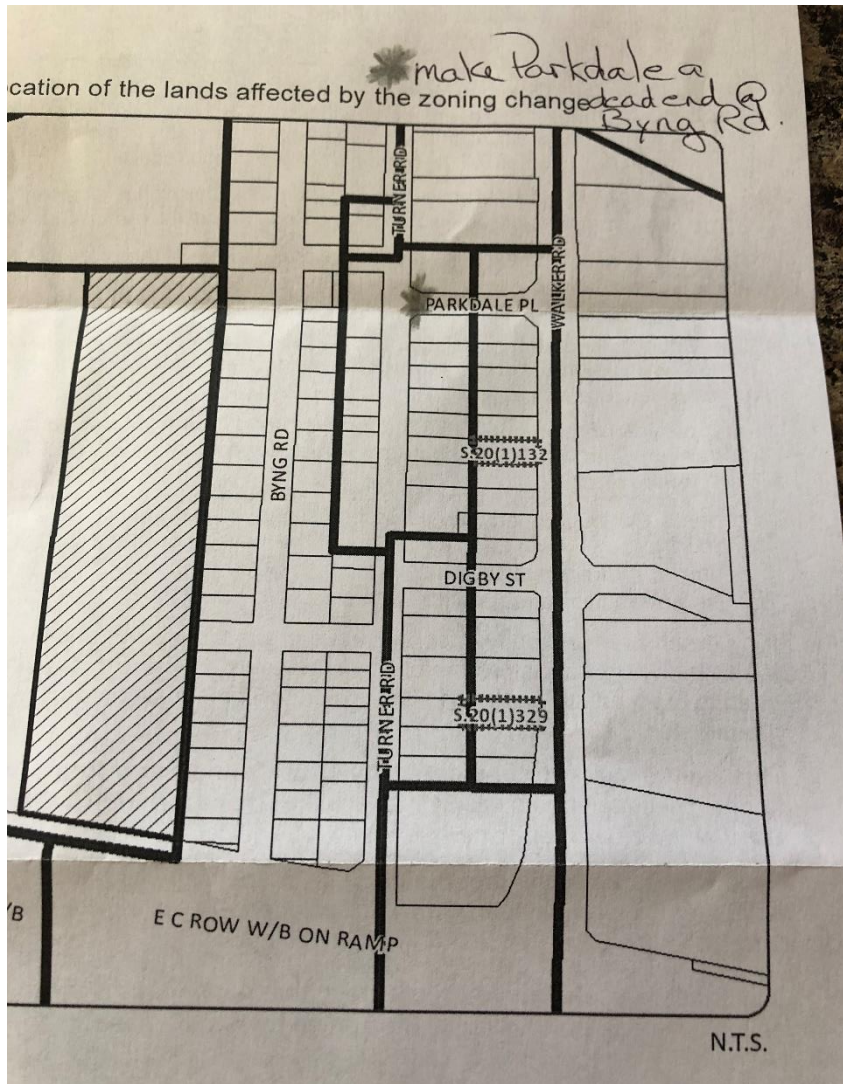 make Parkdale a
cation of the lands affected by the zoning change
dead end @
Byng Rd.
TURNER RD
WALKER RD
PARKDALE PL
BYNG RD
S.20(1)132
DIGBY ST
TURNER RD
S.20(1)329
/B
E C ROW W/B ON RAMP
N.T.S.